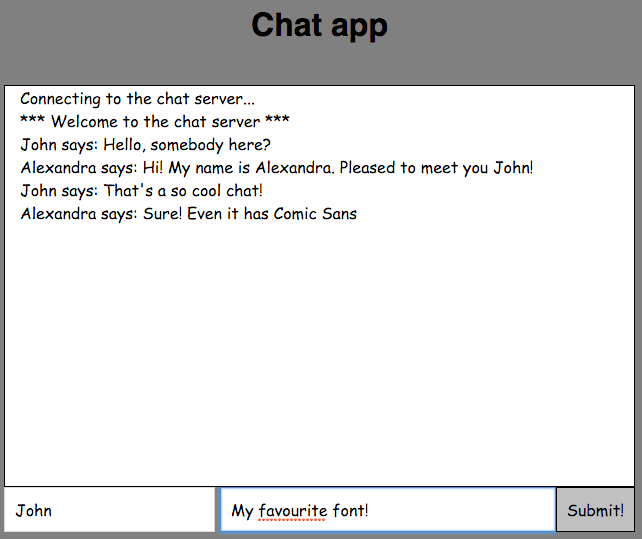 Chat app
Connecting to the chat server...
*** Welcome to the chat server ***
John says: Hello, somebody here?
Alexandra says: Hi! My name is Alexandra. Pleased to meet you John!
John says: That's a so cool chat!
Alexandra says: Sure! Even it has Comic Sans
John My favourite font! Submit!